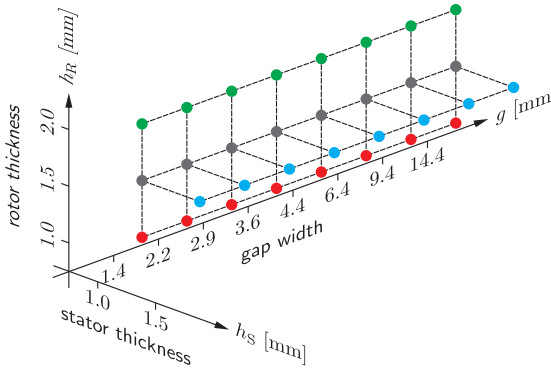 h_R [mm]
rotor thickness
2.0
1.5
1.0
g [mm
1.4
2.2
2.9
3.6
4.4
6.4
9.4
14.4
gap width
1.0
1.5
stator thickness
h_S [mm]